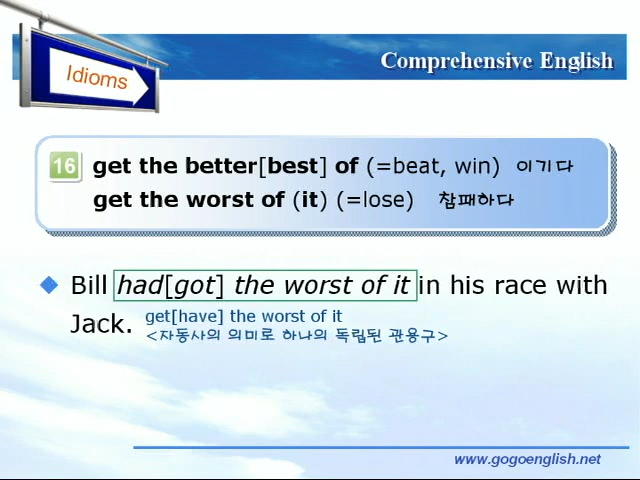 Idioms
Comprehensive English
16 get the better[best] of (=beat, win) 이기다
get the worst of (it) (=lose) 참패하다
Bill had[got] the worst of it in his race with
Jack. get[have] the worst of it
<자동사의 의미로 하나의 독립된 관용구>
www.gogoenglish.net